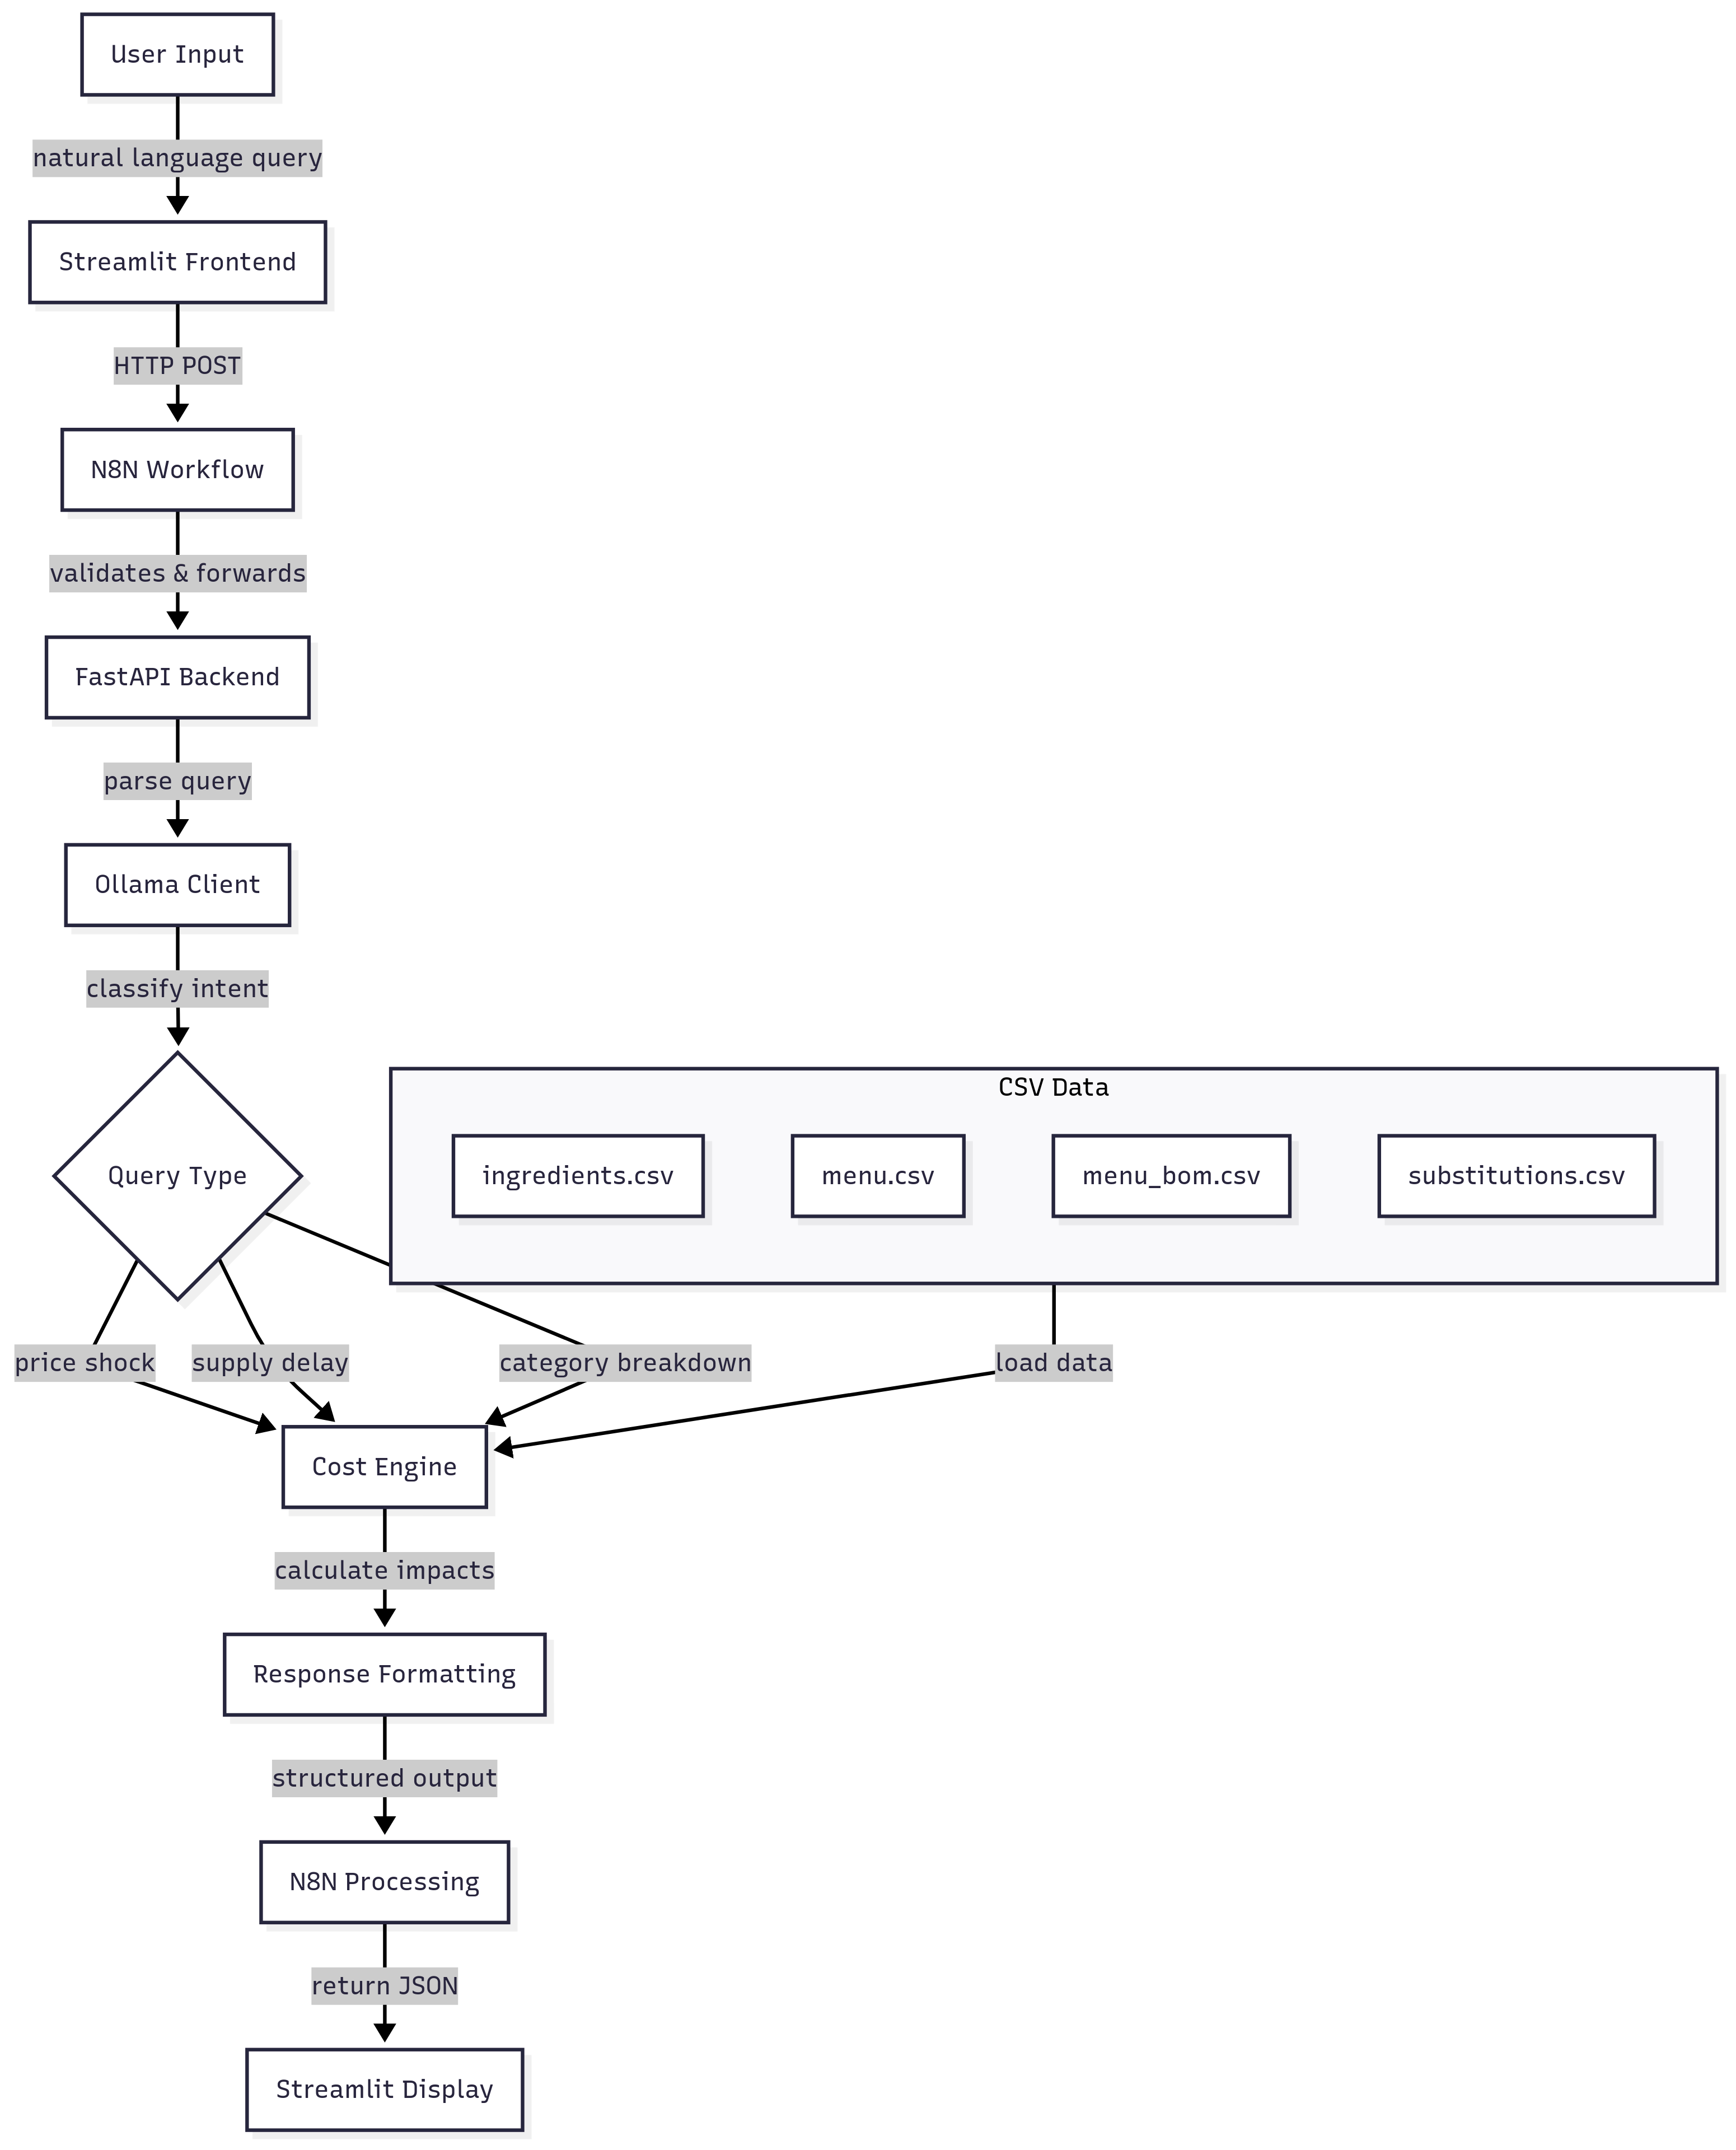 User Input
natural language query
Streamlit Frontend
HTTP POST
N8N Workflow
validates & forwards
FastAPI Backend
parse query
Ollama Client
classify intent
Query Type
CSV Data
ingredients.csv
menu.csv
menu_bom.csv
substitutions.csv
price shock
supply delay
category breakdown
load data
Cost Engine
calculate impacts
Response Formatting
structured output
N8N Processing
return JSON
Streamlit Display